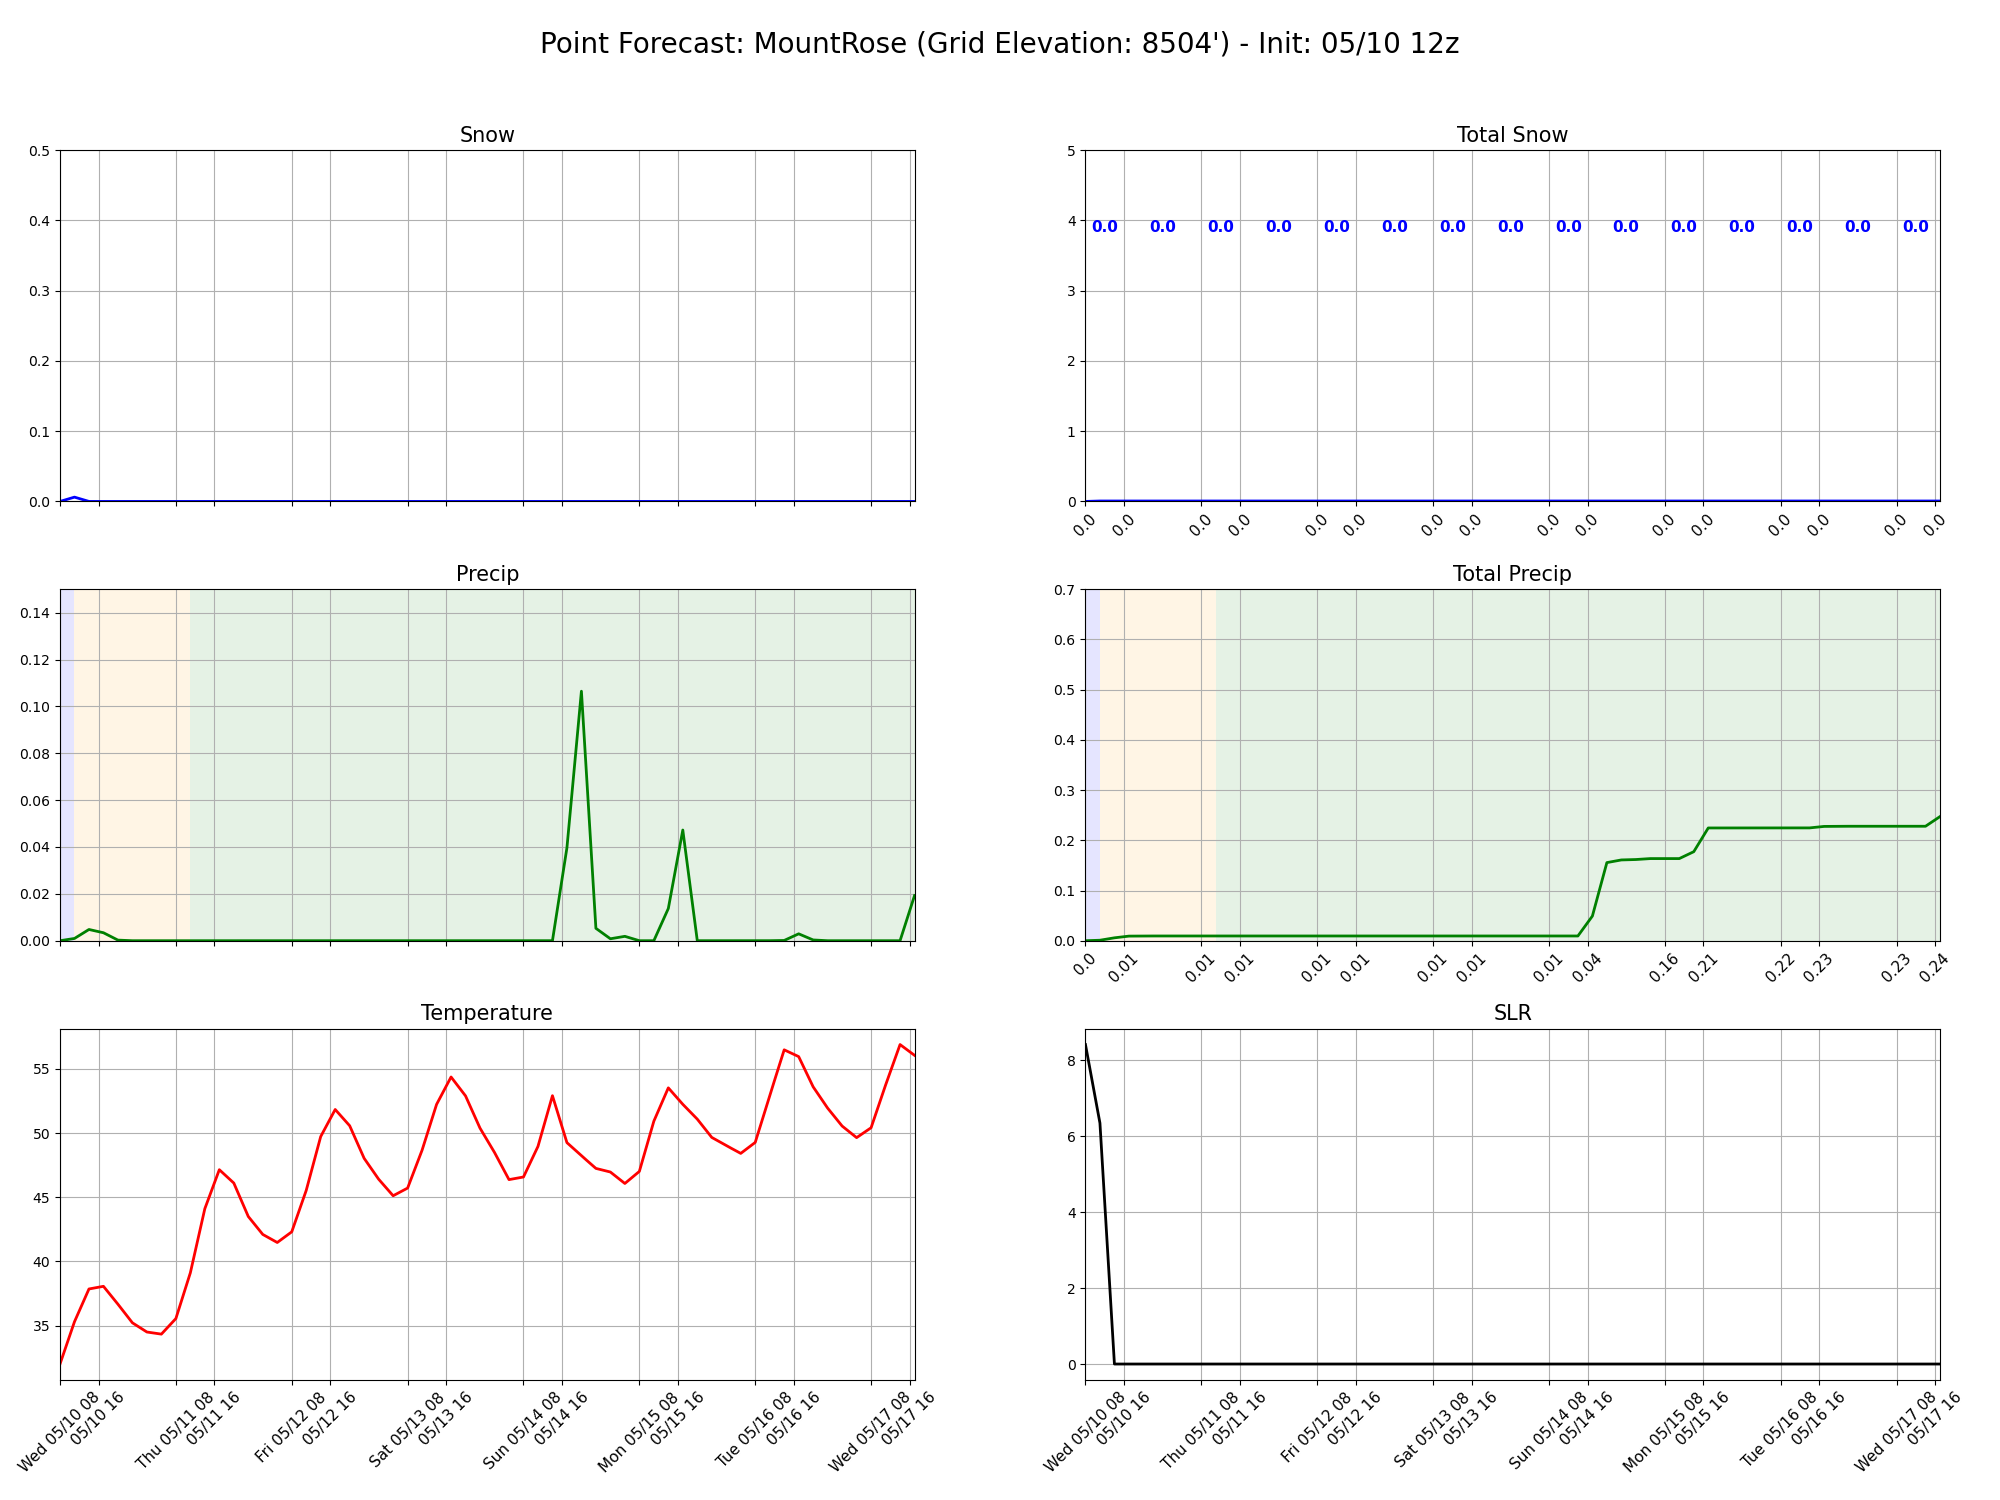 Point Forecast: MountRose (Grid Elevation: 8504') - Init: 05/10 12z
Snow
0.5
0.4
0.3
0.2
0.1
0.0
Total Snow
5
4
3
2
1
0
0.0 0.0 0.0 0.0 0.0 0.0 0.0 0.0 0.0 0.0 0.0 0.0 0.0 0.0 0.0
0.0 0.0 0.0 0.0 0.0 0.0 0.0 0.0 0.0 0.0 0.0 0.0 0.0 0.0 0.0 0.0
Precip
0.14
0.12
0.10
0.08
0.06
0.04
0.02
0.00
Total Precip
0.7
0.6
0.5
0.4
0.3
0.2
0.1
0.0
0.0 0.01 0.01 0.01 0.01 0.01 0.01 0.01 0.01 0.04 0.16 0.21 0.22 0.23 0.23 0.24
Temperature
55
50
45
40
35
Wed 05/10 08
05/10 16
Thu 05/11 08
05/11 16
Fri 05/12 08
05/12 16
Sat 05/13 08
05/13 16
Sun 05/14 08
05/14 16
Mon 05/15 08
05/15 16
Tue 05/16 08
05/16 16
Wed 05/17 08
05/17 16
SLR
8
6
4
2
0
Wed 05/10 08
05/10 16
Thu 05/11 08
05/11 16
Fri 05/12 08
05/12 16
Sat 05/13 08
05/13 16
Sun 05/14 08
05/14 16
Mon 05/15 08
05/15 16
Tue 05/16 08
05/16 16
Wed 05/17 08
05/17 16